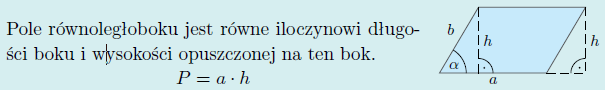 Pole równoległoboku jest równe iloczynowi długo-
ści boku i wysokości opuszczonej na ten bok.
P = a · h
b
h
h
α
a